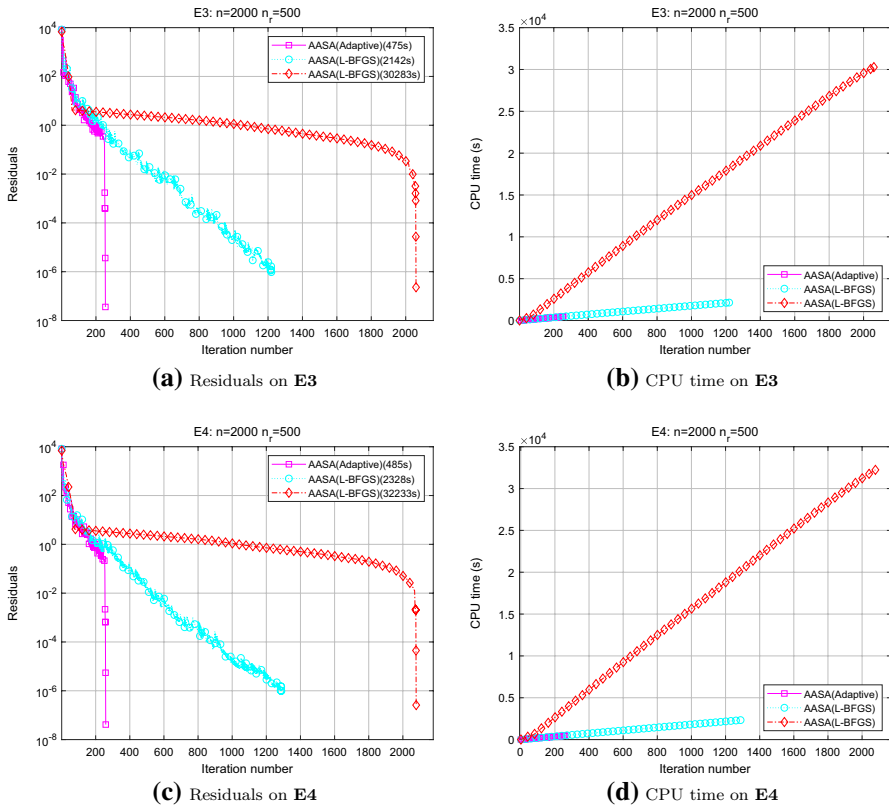 E3: n=2000 n_r=500
10^4
10^2
10^0
10^-2
10^-4
10^-6
10^-8
Residuals
AASA(Adaptive)(475s)
AASA(L-BFGS)(2142s)
AASA(L-BFGS)(30283s)
200 400 600 800 1000 1200 1400 1600 1800 2000
Iteration number
(a) Residuals on E3
E3: n=2000 n_r=500
×10^4
3.5
3
2.5
2
1.5
1
0.5
0
CPU time (s)
AASA(Adaptive)
AASA(L-BFGS)
AASA(L-BFGS)
0 200 400 600 800 1000 1200 1400 1600 1800 2000
Iteration number
(b) CPU time on E3
E4: n=2000 n_r=500
10^4
10^2
10^0
10^-2
10^-4
10^-6
10^-8
Residuals
AASA(Adaptive)(485s)
AASA(L-BFGS)(2328s)
AASA(L-BFGS)(32233s)
200 400 600 800 1000 1200 1400 1600 1800 2000
Iteration number
(c) Residuals on E4
E4: n=2000 n_r=500
×10^4
3.5
3
2.5
2
1.5
1
0.5
0
CPU time (s)
AASA(Adaptive)
AASA(L-BFGS)
AASA(L-BFGS)
0 200 400 600 800 1000 1200 1400 1600 1800 2000
Iteration number
(d) CPU time on E4